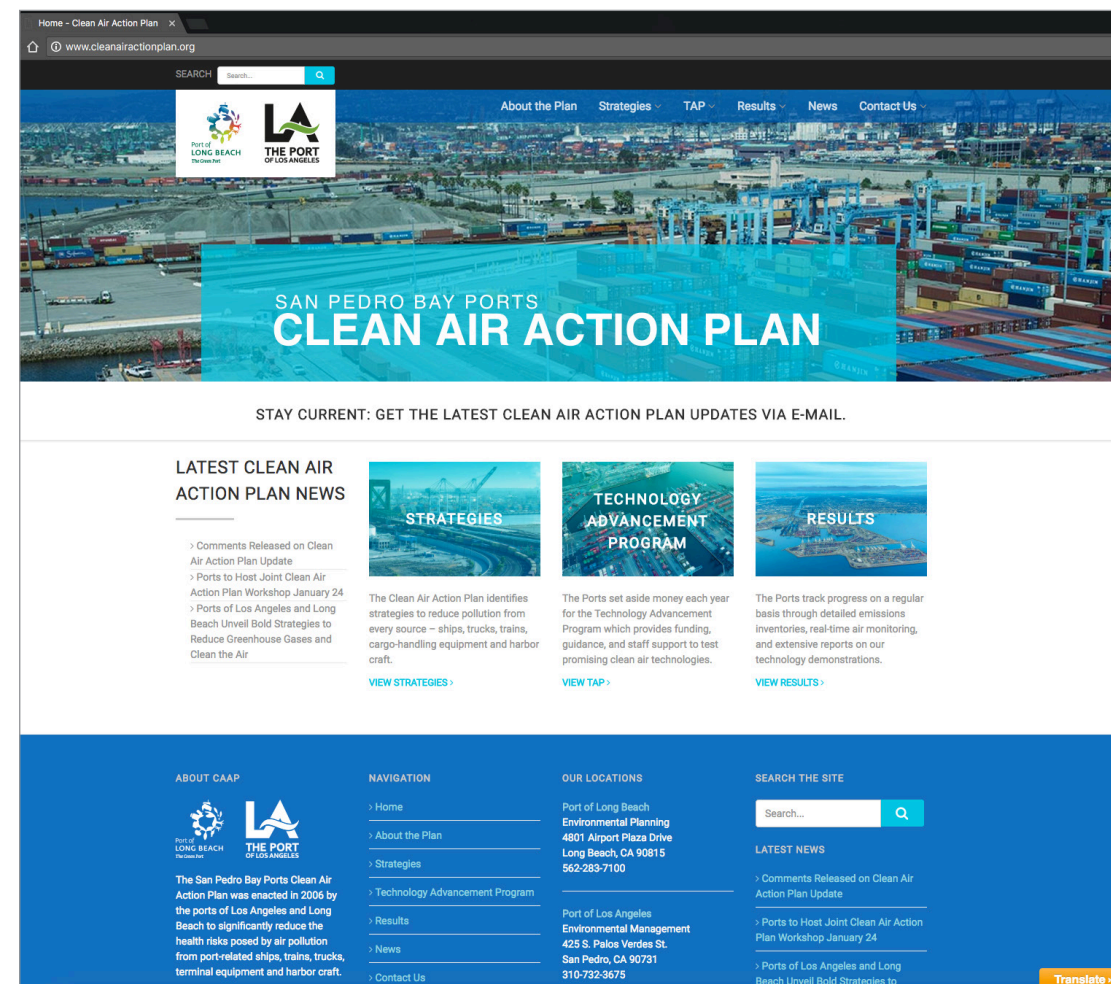 Home - Clean Air Action Plan
www.cleanairactionplan.org
SEARCH Search...
About the Plan Strategies TAP Results News Contact Us
Port of
LONG BEACH
The Green Port
LA
THE PORT
OF LOS ANGELES
SAN PEDRO BAY PORTS
CLEAN AIR ACTION PLAN
STAY CURRENT: GET THE LATEST CLEAN AIR ACTION PLAN UPDATES VIA E-MAIL.
LATEST CLEAN AIR
ACTION PLAN NEWS
> Comments Released on Clean
Air Action Plan Update
> Ports to Host Joint Clean Air
Action Plan Workshop January 24
> Ports of Los Angeles and Long
Beach Unveil Bold Strategies to
Reduce Greenhouse Gases and
Clean the Air
STRATEGIES
The Clean Air Action Plan identifies
strategies to reduce pollution from
every source – ships, trucks, trains,
cargo-handling equipment and harbor
craft.
VIEW STRATEGIES >
TECHNOLOGY
ADVANCEMENT
PROGRAM
The Ports set aside money each year
for the Technology Advancement
Program which provides funding,
guidance, and staff support to test
promising clean air technologies.
VIEW TAP >
RESULTS
The Ports track progress on a regular
basis through detailed emissions
inventories, real-time air monitoring,
and extensive reports on our
technology demonstrations.
VIEW RESULTS >
ABOUT CAAP
Port of
LONG BEACH
The Green Port
LA
THE PORT
OF LOS ANGELES
The San Pedro Bay Ports Clean Air
Action Plan was enacted in 2006 by
the ports of Los Angeles and Long
Beach to significantly reduce the
health risks posed by air pollution
from port-related ships, trains, trucks,
terminal equipment and harbor craft.
NAVIGATION
> Home
> About the Plan
> Strategies
> Technology Advancement Program
> Results
> News
> Contact Us
OUR LOCATIONS
Port of Long Beach
Environmental Planning
4801 Airport Plaza Drive
Long Beach, CA 90815
562-283-7100
Port of Los Angeles
Environmental Management
425 S. Palos Verdes St.
San Pedro, CA 90731
310-732-3675
SEARCH THE SITE
Search...
LATEST NEWS
> Comments Released on Clean Air
Action Plan Update
> Ports to Host Joint Clean Air Action
Plan Workshop January 24
> Ports of Los Angeles and Long
Beach Unveil Bold Strategies to
Translate »